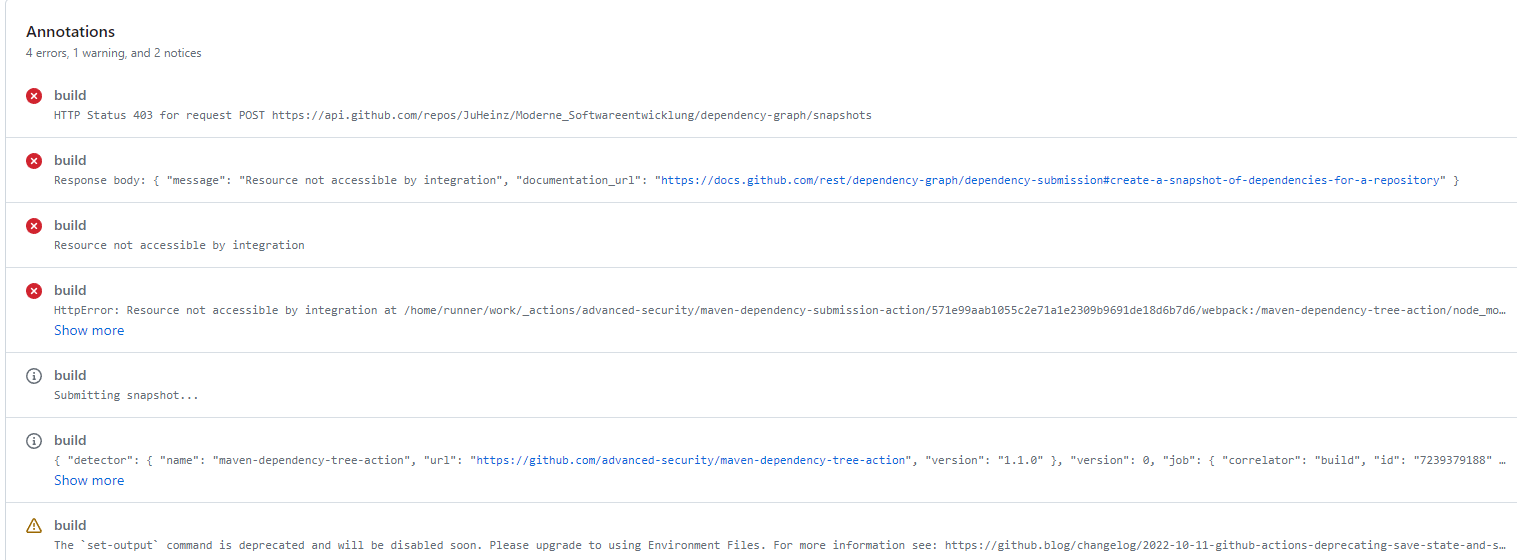 Annotations
4 errors, 1 warning, and 2 notices
build
HTTP Status 403 for request POST https://api.github.com/repos/JuHeinz/Moderne_Softwareentwicklung/dependency-graph/snapshots
build
Response body: { "message": "Resource not accessible by integration", "documentation_url": "https://docs.github.com/rest/dependency-graph/dependency-submission#create-a-snapshot-of-dependencies-for-a-repository" }
build
Resource not accessible by integration
build
HttpError: Resource not accessible by integration at /home/runner/work/_actions/advanced-security/maven-dependency-submission-action/571e99aab1055c2e71a1e2309b9691de18d6b7d6/webpack:/maven-dependency-tree-action/node_mo…
Show more
build
Submitting snapshot...
build
{ "detector": { "name": "maven-dependency-tree-action", "url": "https://github.com/advanced-security/maven-dependency-tree-action", "version": "1.1.0" }, "version": 0, "job": { "correlator": "build", "id": "7239379188" …
Show more
build
The `set-output` command is deprecated and will be disabled soon. Please upgrade to using Environment Files. For more information see: https://github.blog/changelog/2022-10-11-github-actions-deprecating-save-state-and-s…